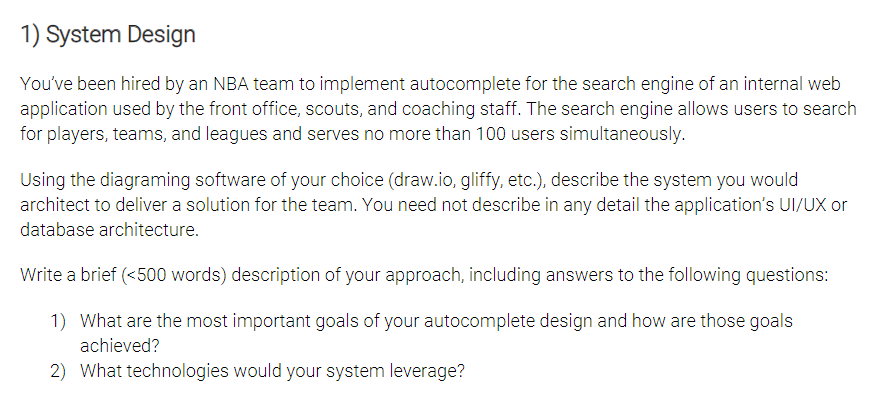 1) System Design
You've been hired by an NBA team to implement autocomplete for the search engine of an internal web
application used by the front office, scouts, and coaching staff. The search engine allows users to search
for players, teams, and leagues and serves no more than 100 users simultaneously.
Using the diagraming software of your choice (draw.io, gliffy, etc.), describe the system you would
architect to deliver a solution for the team. You need not describe in any detail the application's UI/UX or
database architecture.
Write a brief (<500 words) description of your approach, including answers to the following questions:
1) What are the most important goals of your autocomplete design and how are those goals
achieved?
2) What technologies would your system leverage?